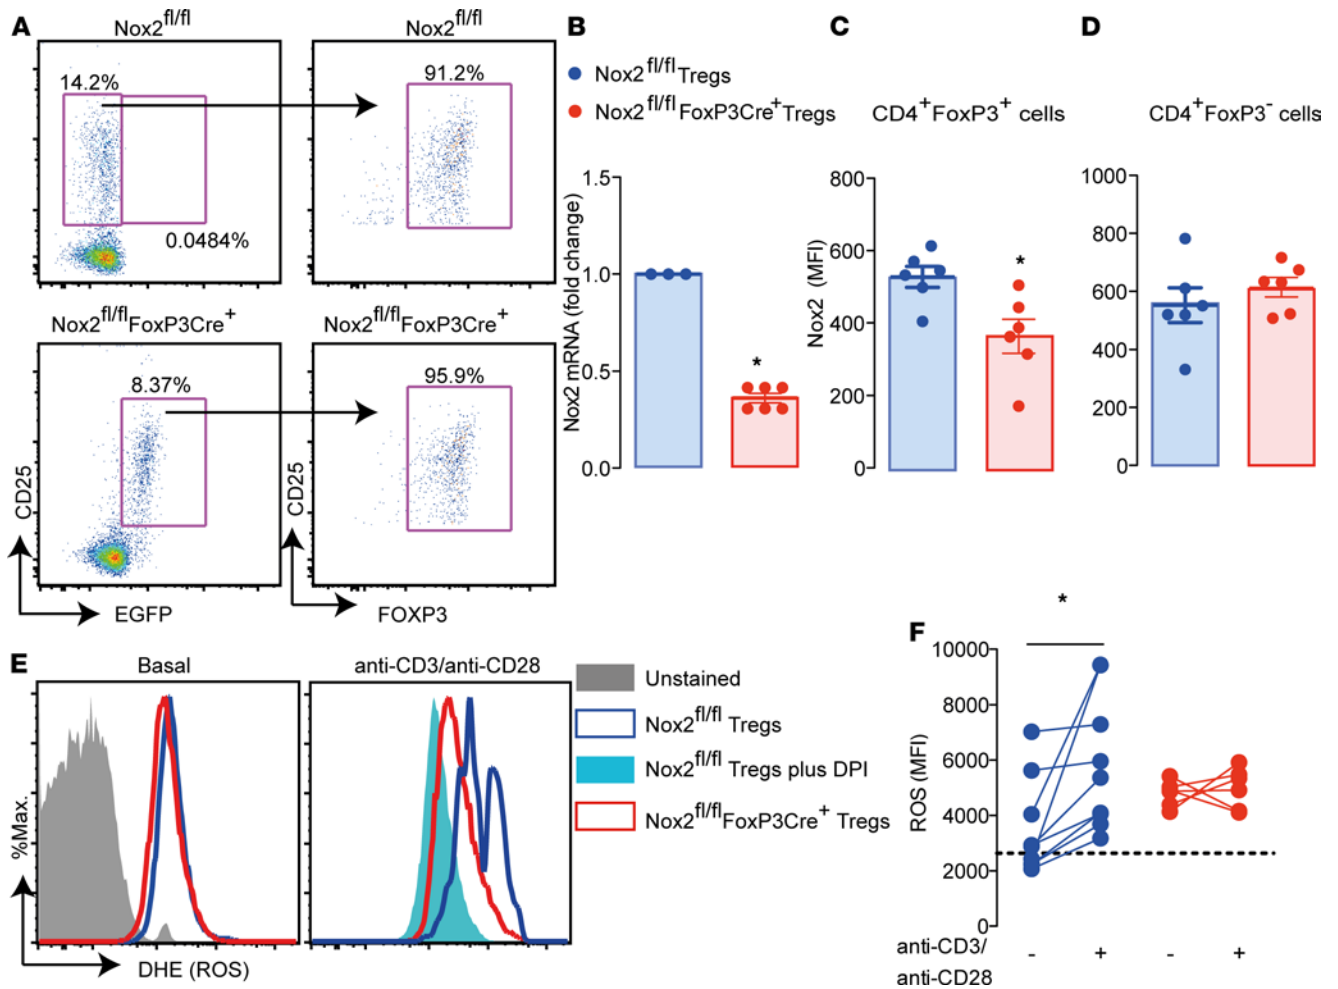 A
Nox2fl/fl
Nox2fl/fl
14.2%
0.0484%
91.2%
Nox2fl/flFoxP3Cre+
Nox2fl/flFoxP3Cre+
8.37%
95.9%
CD25
EGFP
CD25
FOXP3
B
Nox2fl/flTregs
Nox2fl/flFoxP3Cre+Tregs
Nox2 mRNA (fold change)
1.5
1.0
0.5
0.0
*
C
CD4+FoxP3+ cells
Nox2 (MFI)
800
600
400
200
0
*
D
CD4+FoxP3- cells
1000
800
600
400
200
0
E
Basal
anti-CD3/anti-CD28
%Max.
DHE (ROS)
Unstained
Nox2fl/fl Tregs
Nox2fl/fl Tregs plus DPI
Nox2fl/flFoxP3Cre+ Tregs
F
*
ROS (MFI)
10000
8000
6000
4000
2000
0
anti-CD3/
anti-CD28
- + - +